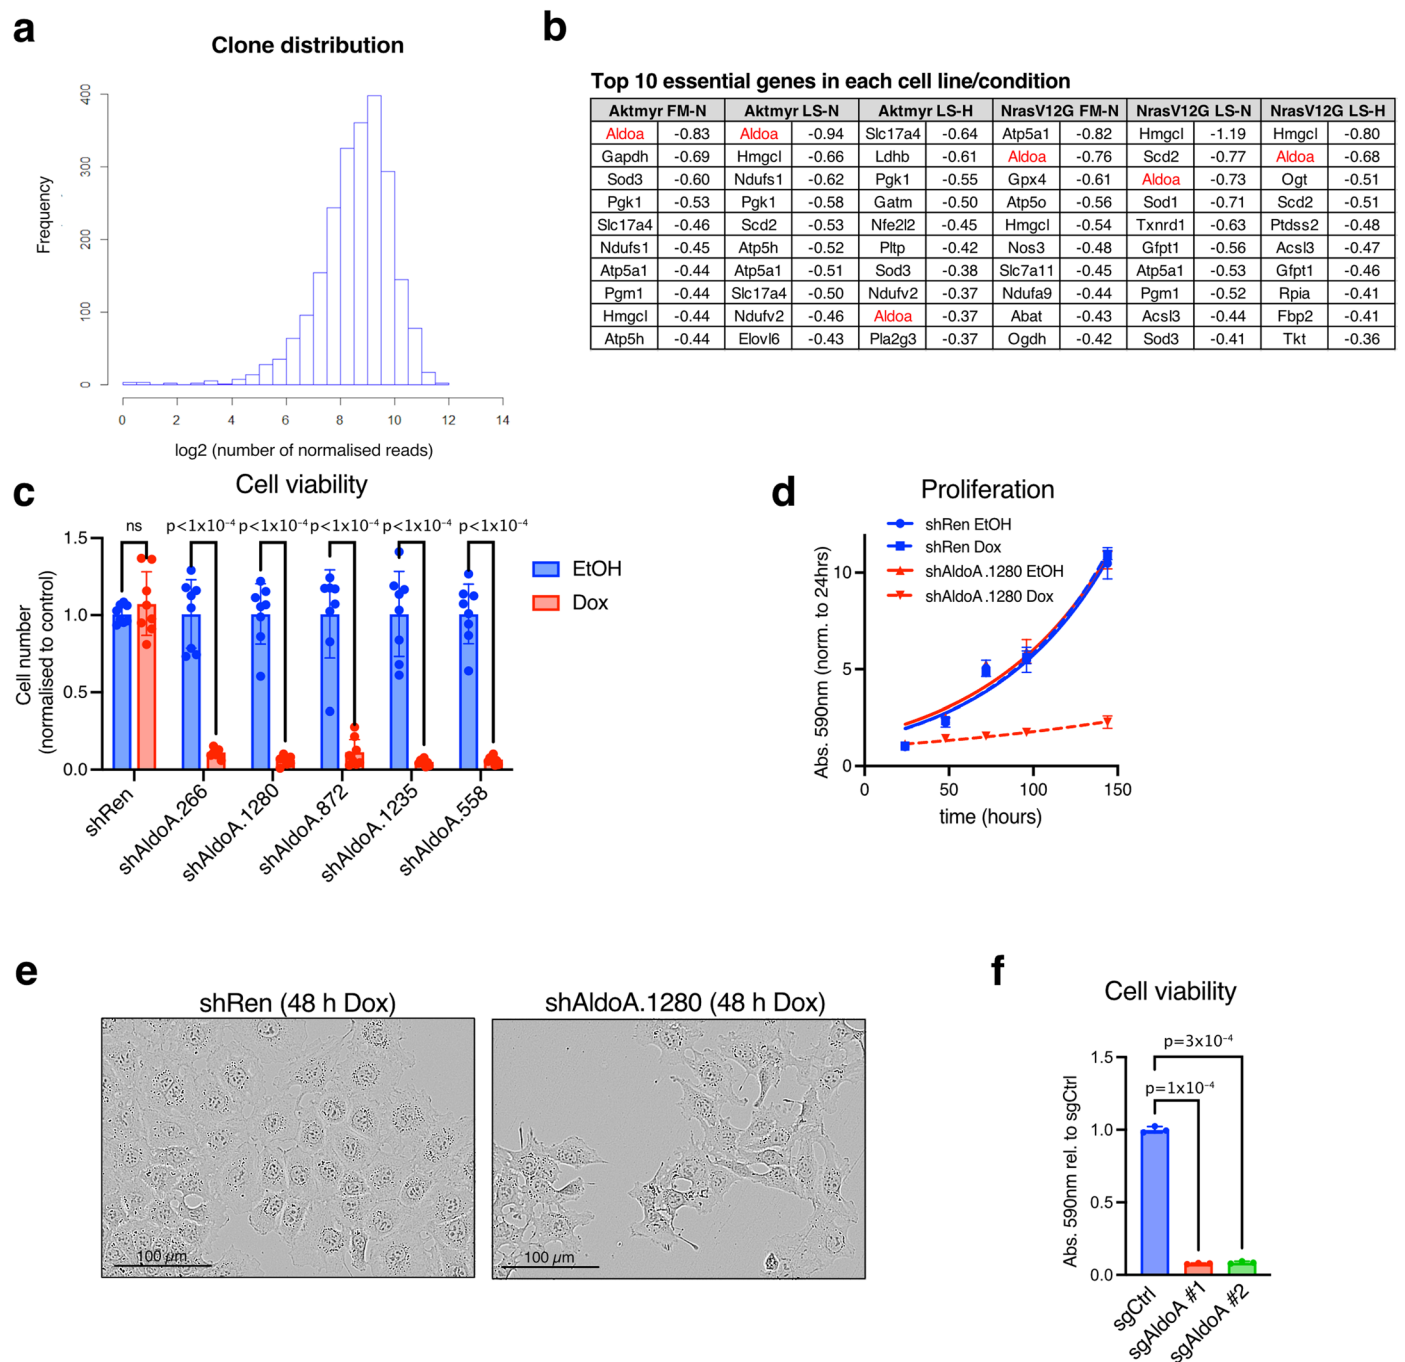 a
Clone distribution
400
300
200
100
0
Frequency
0 2 4 6 8 10 12 14
log2 (number of normalised reads)
b
Top 10 essential genes in each cell line/condition
Aktmyr FM-N Aktmyr LS-N Aktmyr LS-H NrasV12G FM-N NrasV12G LS-N NrasV12G LS-H
Aldoa -0.83 Aldoa -0.94 Slc17a4 -0.64 Atp5a1 -0.82 Hmgcl -1.19 Hmgcl -0.80
Gapdh -0.69 Hmgcl -0.66 Ldhb -0.61 Aldoa -0.76 Scd2 -0.77 Aldoa -0.68
Sod3 -0.60 Ndufs1 -0.62 Pgk1 -0.55 Gpx4 -0.61 Aldoa -0.73 Ogt -0.51
Pgk1 -0.53 Pgk1 -0.58 Gatm -0.50 Atp5o -0.56 Sod1 -0.71 Scd2 -0.51
Slc17a4 -0.46 Scd2 -0.53 Nfe2l2 -0.45 Hmgcl -0.54 Txnrd1 -0.63 Ptdss2 -0.48
Ndufs1 -0.45 Atp5h -0.52 Pltp -0.42 Nos3 -0.48 Gfpt1 -0.56 Acsl3 -0.47
Atp5a1 -0.44 Atp5a1 -0.51 Sod3 -0.38 Slc7a11 -0.45 Atp5a1 -0.53 Gfpt1 -0.46
Pgm1 -0.44 Slc17a4 -0.50 Ndufv2 -0.37 Ndufa9 -0.44 Pgm1 -0.52 Rpia -0.41
Hmgcl -0.44 Ndufv2 -0.46 Aldoa -0.37 Abat -0.43 Acsl3 -0.44 Fbp2 -0.41
Atp5h -0.44 Elovl6 -0.43 Pla2g3 -0.37 Ogdh -0.42 Sod3 -0.41 Tkt -0.36
c
Cell viability
ns p<1x10⁻⁴ p<1x10⁻⁴ p<1x10⁻⁴ p<1x10⁻⁴ p<1x10⁻⁴
1.5
1.0
0.5
0.0
Cell number
(normalised to control)
EtOH
Dox
shRen
shAldoA.266
shAldoA.1280
shAldoA.872
shAldoA.1235
shAldoA.558
d
Proliferation
shRen EtOH
shRen Dox
shAldoA.1280 EtOH
shAldoA.1280 Dox
10
5
0
Abs. 590nm (norm. to 24hrs)
0 50 100 150
time (hours)
e
shRen (48 h Dox)
100 µm
shAldoA.1280 (48 h Dox)
100 µm
f
Cell viability
p=3x10⁻⁴
p=1x10⁻⁴
1.5
1.0
0.5
0.0
Abs. 590nm rel. to sgCtrl
sgCtrl
sgAldoA #1
sgAldoA #2